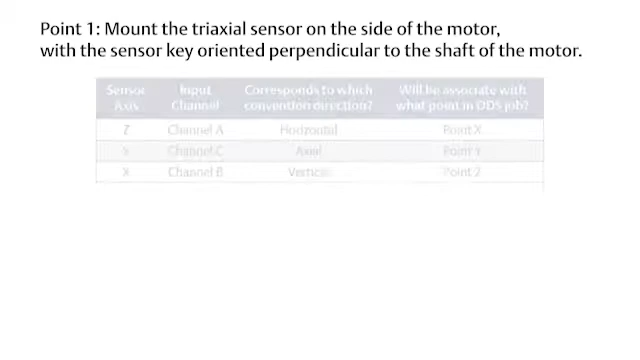 Point 1: Mount the triaxial sensor on the side of the motor,
with the sensor key oriented perpendicular to the shaft of the motor.
Sensor Axis Input Channel Corresponds to which convention direction? Will be associate with what point in DDS job?
Z Channel A Horizontal Point X
Channel C Axial Point Y
X Channel B Vertical Point Z